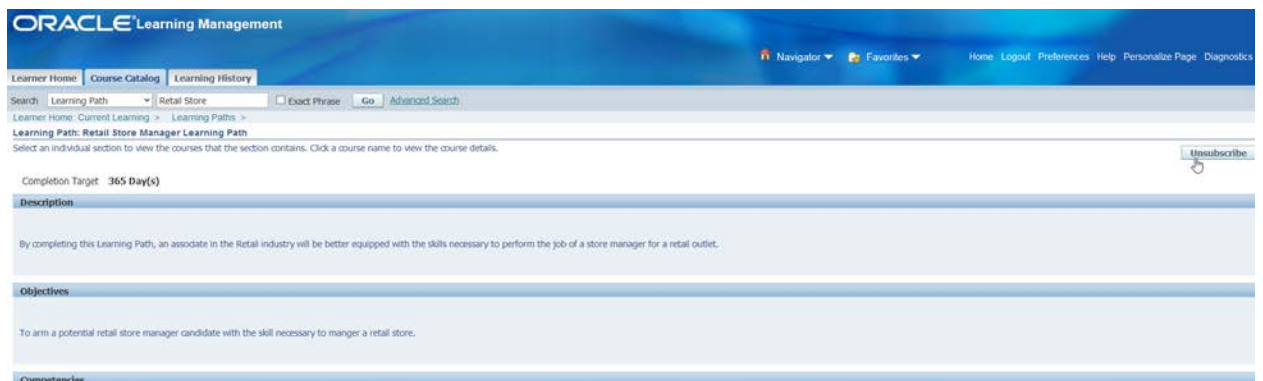 ORACLE Learning Management
Navigator Favorites Home Logout Preferences Help Personalize Page Diagnostics
Learner Home Course Catalog Learning History
Search Learning Path Retail Store Exact Phrase Go Advanced Search
Learner Home: Current Learning > Learning Paths >
Learning Path: Retail Store Manager Learning Path
Select an individual section to view the courses that the section contains. Click a course name to view the course details.
Unsubscribe
Completion Target 365 Day(s)
Description
By completing this Learning Path, an associate in the Retail industry will be better equipped with the skills necessary to perform the job of a store manager for a retail outlet.
Objectives
To arm a potential retail store manager candidate with the skill necessary to manger a retail store.
Competencies